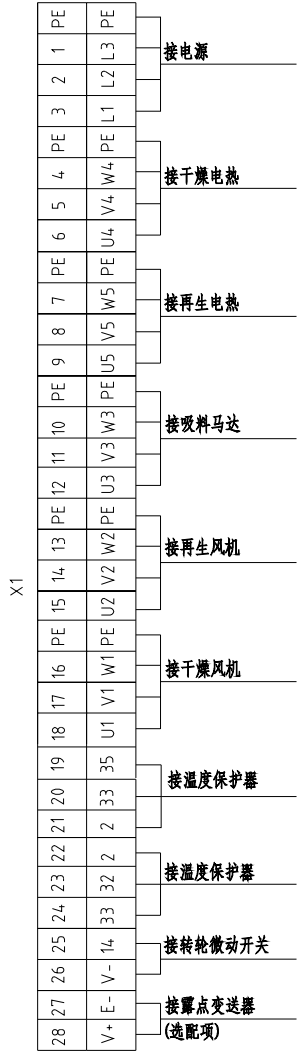 X1
PE PE
1 L3
2 L2
3 L1
接电源
PE PE
4 W4
5 V4
6 U4
接干燥电热
PE PE
7 W5
8 V5
9 U5
接再生电热
PE PE
10 W3
11 V3
12 U3
接吸料马达
PE PE
13 W2
14 V2
15 U2
接再生风机
PE PE
16 W1
17 V1
18 U1
接干燥风机
19 35
20 33
21 2
接温度保护器
22 2
23 32
24 33
接温度保护器
25 14
26 V-
接转轮微动开关
27 E-
28 V+
接露点变送器
(选配项)